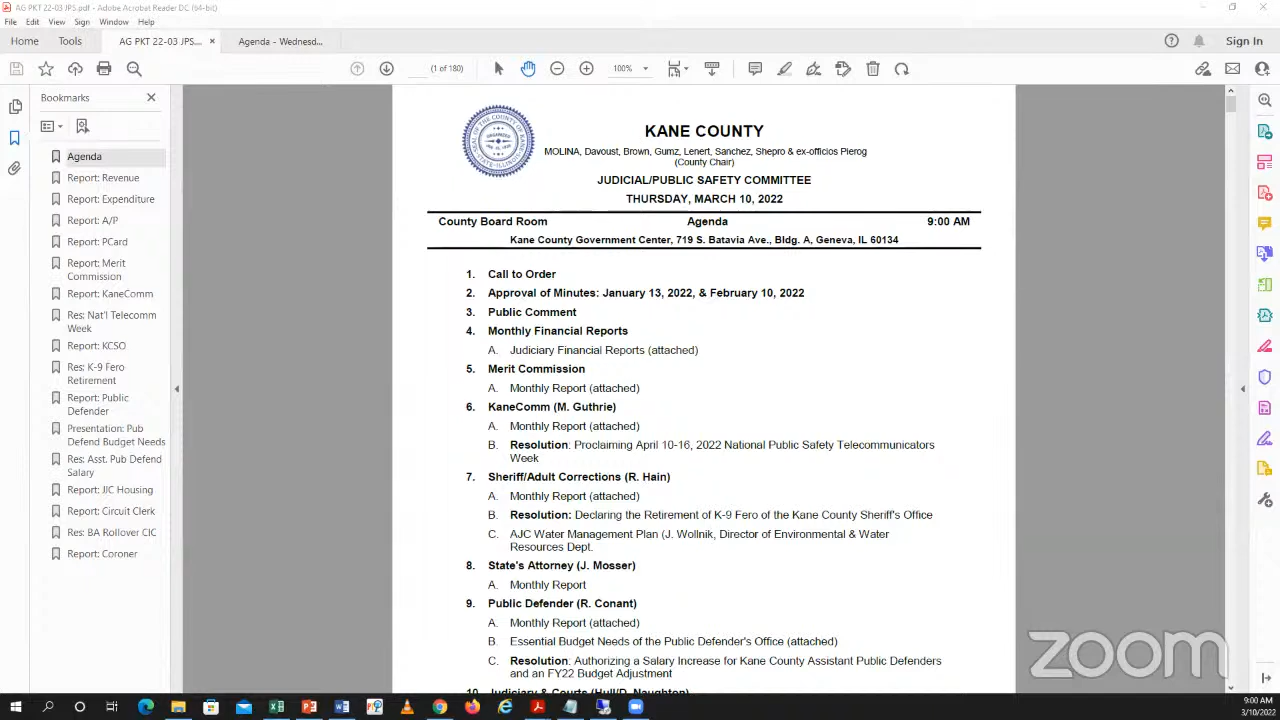 AG PKT 22-03 JPS.pdf - Adobe Acrobat Reader DC (64-bit)
File Edit View Sign Window Help
Home Tools AG PKT 22-03 JPS... × Agenda - Wednesd... Sign In
(1 of 180) 100%
Bookmarks
Agenda
Report: Revenue
Report: Expenditure
Report: A/P
Report: PCard
Report: Merit
Commission
Report: KaneComm
Res: Nat'l Telecomm
Week
Report: KCSO
Res: K-9 Fero
Retirement
Report: Public
Defender
Presentation: Pub
Defend Budget Needs
Res: Asst. Pub Defend
Salary
Report: JJC Housing
Report: Circuit Clerk
Res: BA Rollover CIC
Report: Coroner
KANE COUNTY
MOLINA, Davoust, Brown, Gumz, Lenert, Sanchez, Shepro & ex-officios Pierog
(County Chair)
JUDICIAL/PUBLIC SAFETY COMMITTEE
THURSDAY, MARCH 10, 2022
County Board Room Agenda 9:00 AM
Kane County Government Center, 719 S. Batavia Ave., Bldg. A, Geneva, IL 60134
1. Call to Order
2. Approval of Minutes: January 13, 2022, & February 10, 2022
3. Public Comment
4. Monthly Financial Reports
A. Judiciary Financial Reports (attached)
5. Merit Commission
A. Monthly Report (attached)
6. KaneComm (M. Guthrie)
A. Monthly Report (attached)
B. Resolution: Proclaiming April 10-16, 2022 National Public Safety Telecommunicators
Week
7. Sheriff/Adult Corrections (R. Hain)
A. Monthly Report (attached)
B. Resolution: Declaring the Retirement of K-9 Fero of the Kane County Sheriff's Office
C. AJC Water Management Plan (J. Wollnik, Director of Environmental & Water
Resources Dept.
8. State's Attorney (J. Mosser)
A. Monthly Report
9. Public Defender (R. Conant)
A. Monthly Report (attached)
B. Essential Budget Needs of the Public Defender's Office (attached)
C. Resolution: Authorizing a Salary Increase for Kane County Assistant Public Defenders
and an FY22 Budget Adjustment
10. Judiciary & Courts (Hull/D. Naughton)
zoom
9:00 AM
3/10/2022